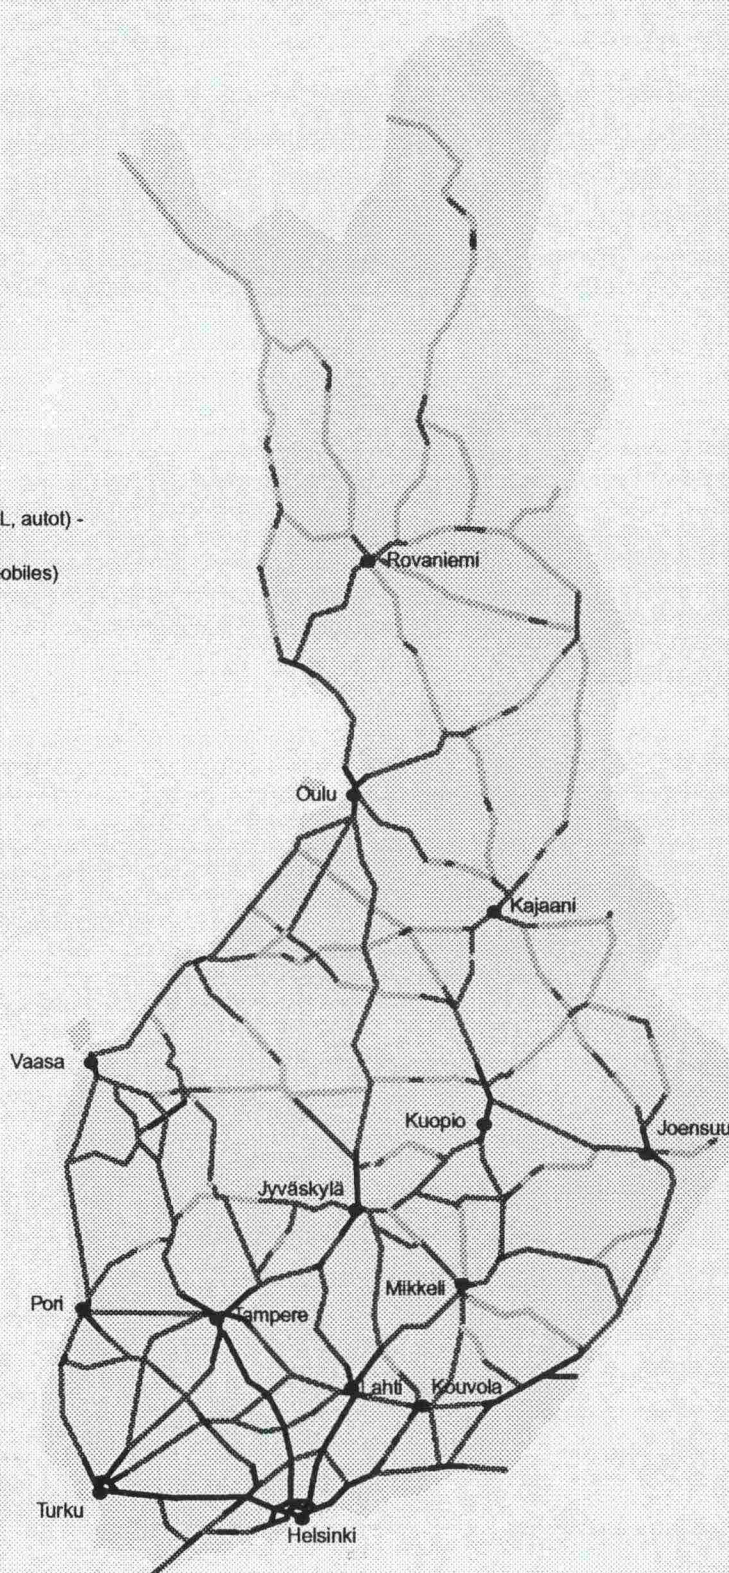 L, autot) -
obiles)
Rovaniemi
Oulu
Kajaani
Vaasa
Kuopio
Joensuu
Jyväskylä
Mikkeli
Pori
Tampere
Lahti
Kouvola
Turku
Helsinki